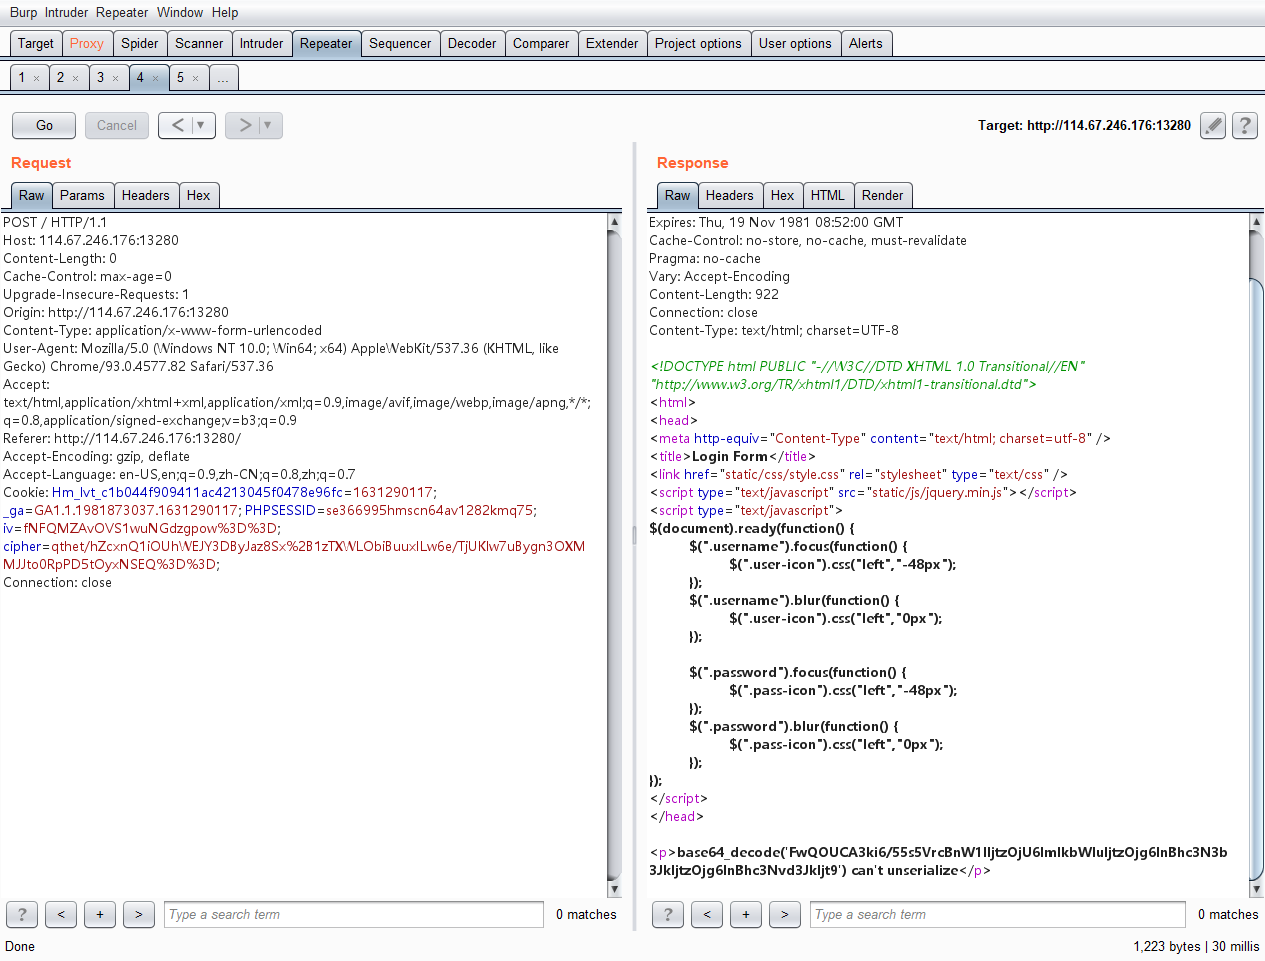 Burp Intruder Repeater Window Help
Target Proxy Spider Scanner Intruder Repeater Sequencer Decoder Comparer Extender Project options User options Alerts
1 × 2 × 3 × 4 × 5 × ...
Go Cancel < > Target: http://114.67.246.176:13280 ?
Request
Raw Params Headers Hex
POST / HTTP/1.1
Host: 114.67.246.176:13280
Content-Length: 0
Cache-Control: max-age=0
Upgrade-Insecure-Requests: 1
Origin: http://114.67.246.176:13280
Content-Type: application/x-www-form-urlencoded
User-Agent: Mozilla/5.0 (Windows NT 10.0; Win64; x64) AppleWebKit/537.36 (KHTML, like
Gecko) Chrome/93.0.4577.82 Safari/537.36
Accept:
text/html,application/xhtml+xml,application/xml;q=0.9,image/avif,image/webp,image/apng,*/*;
q=0.8,application/signed-exchange;v=b3;q=0.9
Referer: http://114.67.246.176:13280/
Accept-Encoding: gzip, deflate
Accept-Language: en-US,en;q=0.9,zh-CN;q=0.8,zh;q=0.7
Cookie: Hm_lvt_c1b044f909411ac4213045f0478e96fc=1631290117;
_ga=GA1.1.1981873037.1631290117; PHPSESSID=se366995hmscn64av1282kmq75;
iv=fNFQMZAvOVS1wuNGdzgpow%3D%3D;
cipher=qthet/hZcxnQ1iOUhWEJY3DByJaz8Sx%2B1zTXWLObiBuuxILw6e/TjUKIw7uBygn3OXM
MJJto0RpPD5tOyxNSEQ%3D%3D;
Connection: close
? < + > Type a search term 0 matches
Response
Raw Headers Hex HTML Render
Expires: Thu, 19 Nov 1981 08:52:00 GMT
Cache-Control: no-store, no-cache, must-revalidate
Pragma: no-cache
Vary: Accept-Encoding
Content-Length: 922
Connection: close
Content-Type: text/html; charset=UTF-8
<!DOCTYPE html PUBLIC "-//W3C//DTD XHTML 1.0 Transitional//EN"
"http://www.w3.org/TR/xhtml1/DTD/xhtml1-transitional.dtd">
<html>
<head>
<meta http-equiv="Content-Type" content="text/html; charset=utf-8" />
<title>Login Form</title>
<link href="static/css/style.css" rel="stylesheet" type="text/css" />
<script type="text/javascript" src="static/js/jquery.min.js"></script>
<script type="text/javascript">
$(document).ready(function() {
$(".username").focus(function() {
$(".user-icon").css("left","-48px");
});
$(".username").blur(function() {
$(".user-icon").css("left","0px");
});
$(".password").focus(function() {
$(".pass-icon").css("left","-48px");
});
$(".password").blur(function() {
$(".pass-icon").css("left","0px");
});
});
</script>
</head>
<p>base64_decode('FwQOUCA3ki6/55s5VrcBnW1lIjtzOjU6ImlkbWluIjtzOjg6InBhc3N3b
3JkIjtzOjg6InBhc3Nvd3JkIjt9') can't unserialize</p>
? < + > Type a search term 0 matches
Done 1,223 bytes | 30 millis